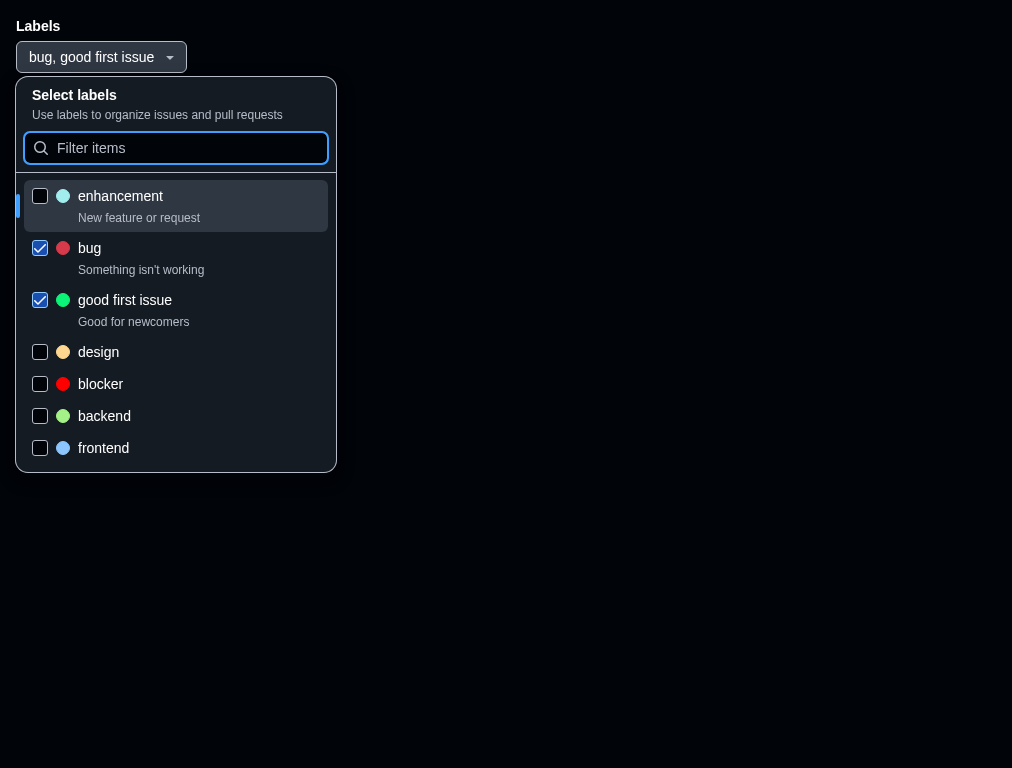 Labels
bug, good first issue
Select labels
Use labels to organize issues and pull requests
Filter items
enhancement
New feature or request
bug
Something isn't working
good first issue
Good for newcomers
design
blocker
backend
frontend